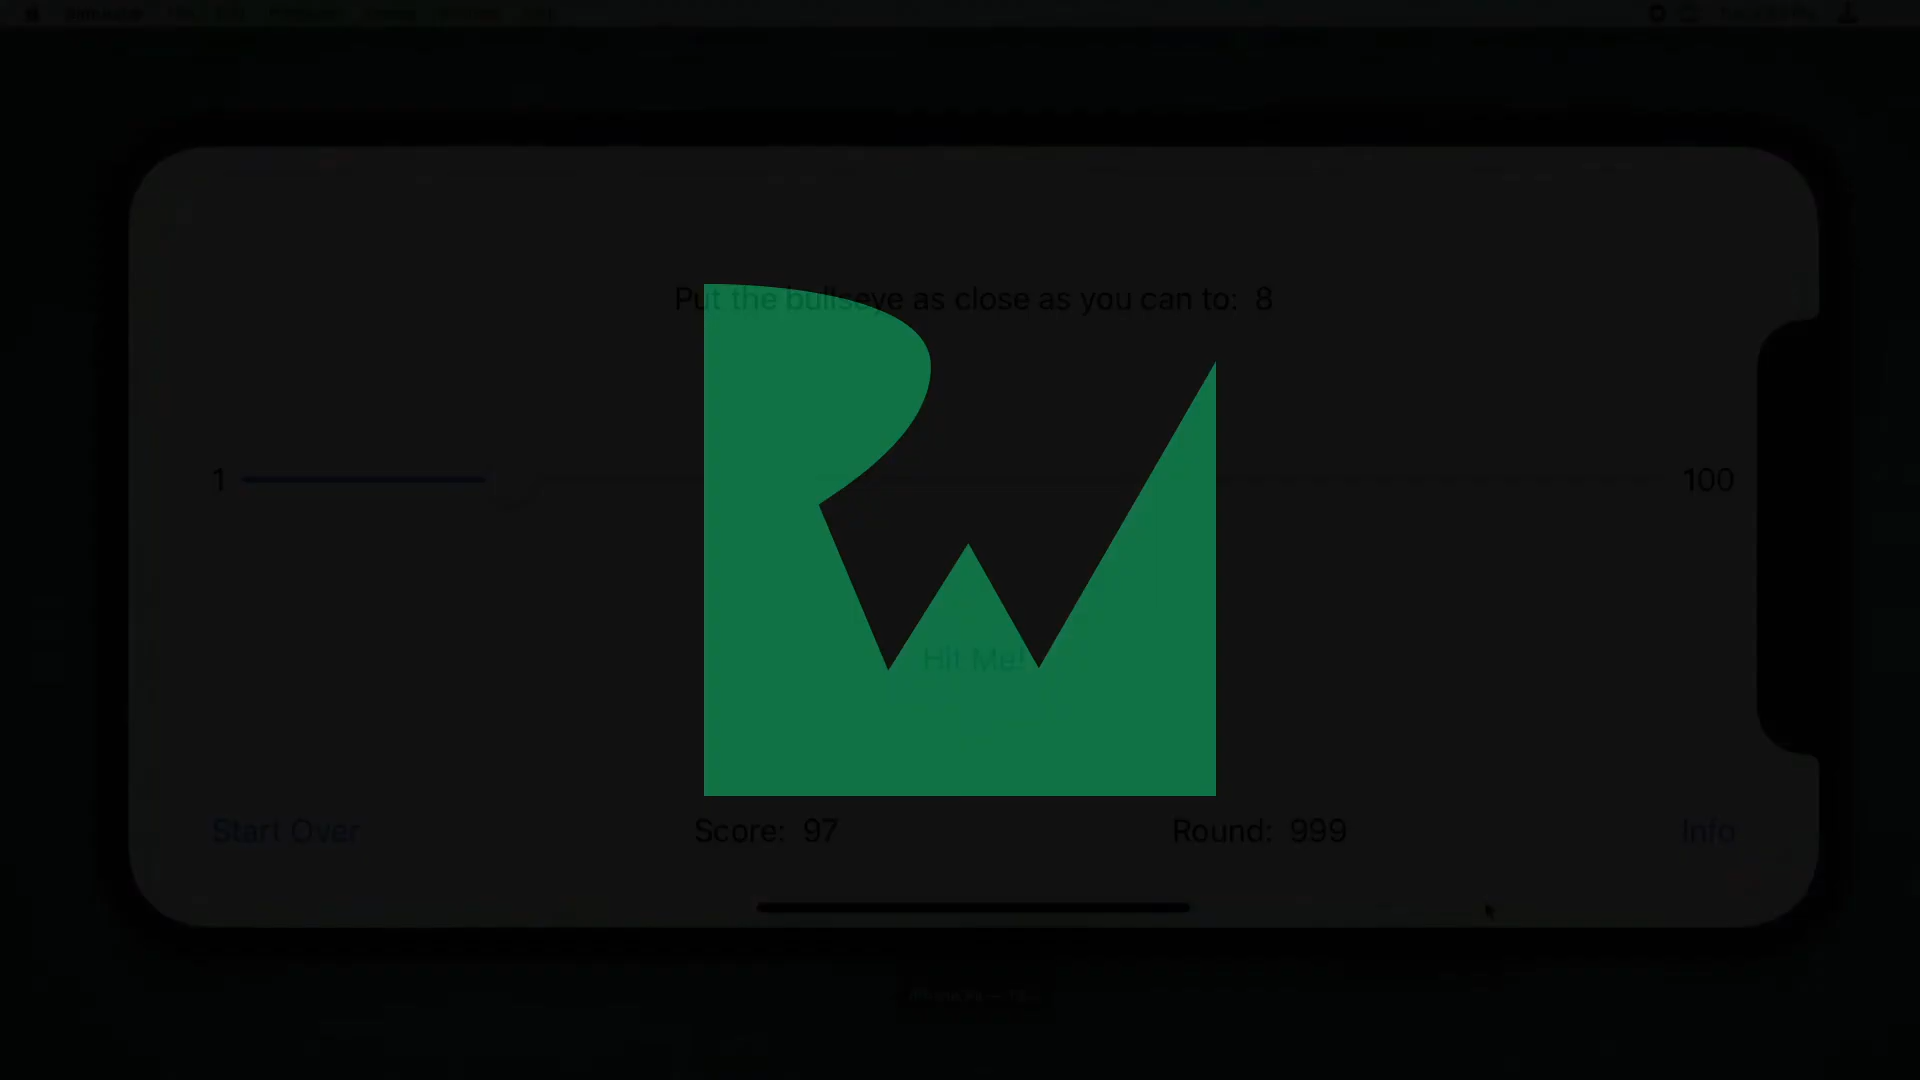 Put the bullseye as close as you can to: 8
1
100
Hit Me!
Start Over
Score: 97
Round: 999
Info